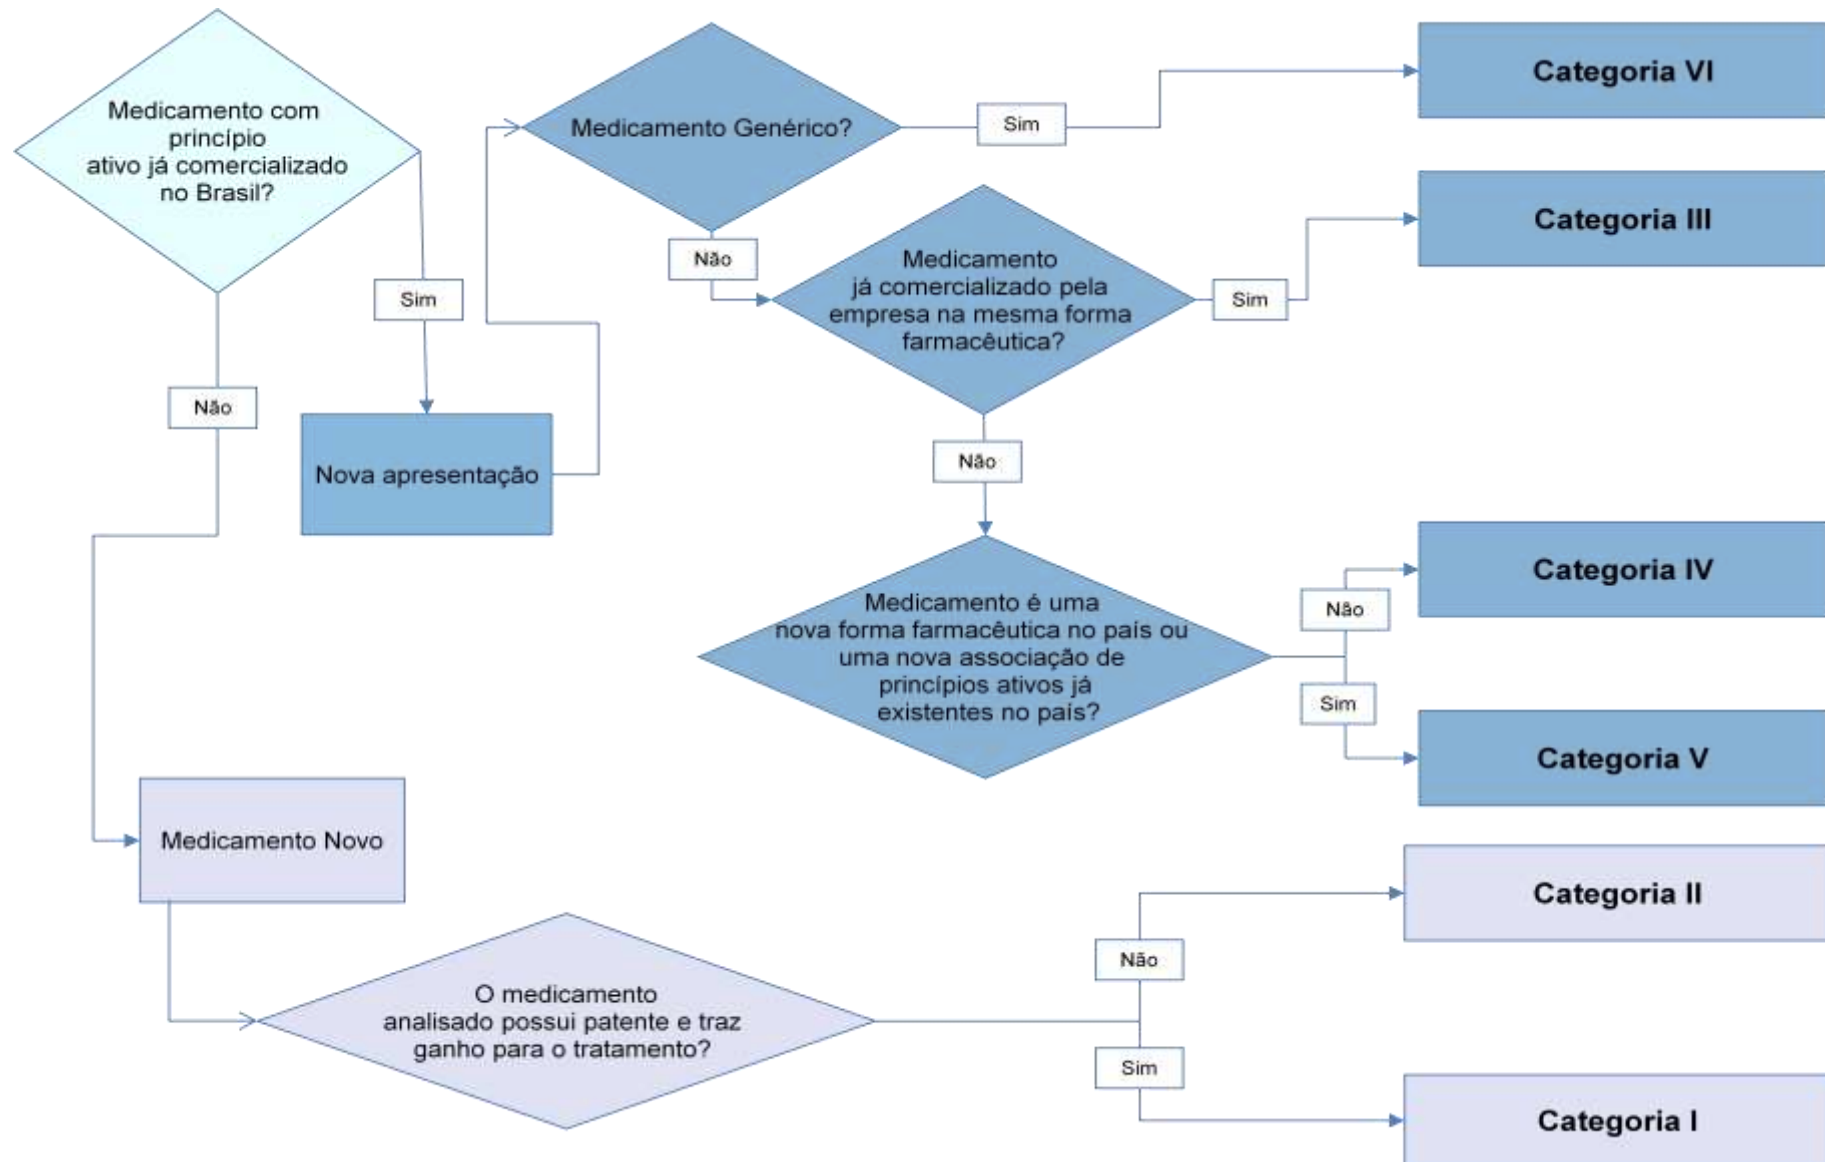 Medicamento com
princípio
ativo já comercializado
no Brasil?
Sim
Não
Nova apresentação
Medicamento Genérico?
Sim
Categoria VI
Não
Medicamento
já comercializado pela
empresa na mesma forma
farmacêutica?
Sim
Categoria III
Não
Medicamento é uma
nova forma farmacêutica no país ou
uma nova associação de
princípios ativos já
existentes no país?
Não
Categoria IV
Sim
Categoria V
Medicamento Novo
O medicamento
analisado possui patente e traz
ganho para o tratamento?
Não
Categoria II
Sim
Categoria I